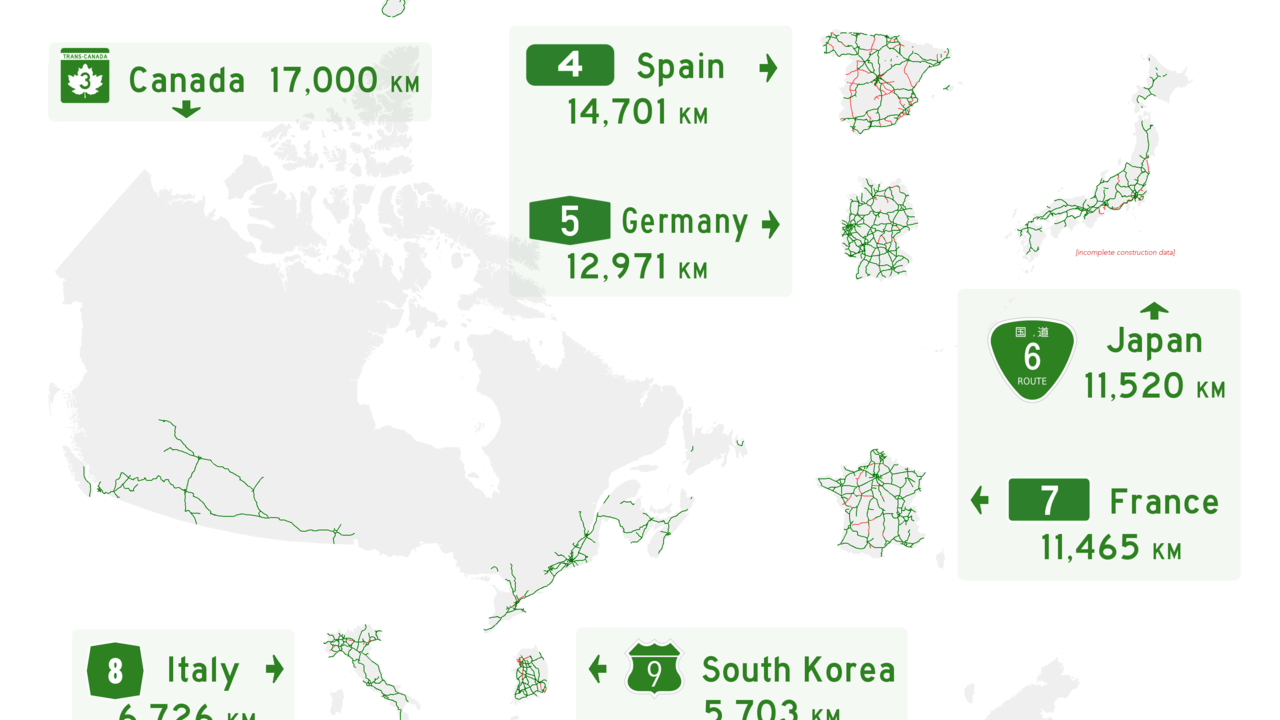 TRANS-CANADA
3
Canada 17,000 KM
4
Spain
14,701 KM
5
Germany
12,971 KM
[incomplete construction data]
国.道
6
ROUTE
Japan
11,520 KM
7
France
11,465 KM
8
Italy
6,726 KM
9
South Korea
5,703 KM